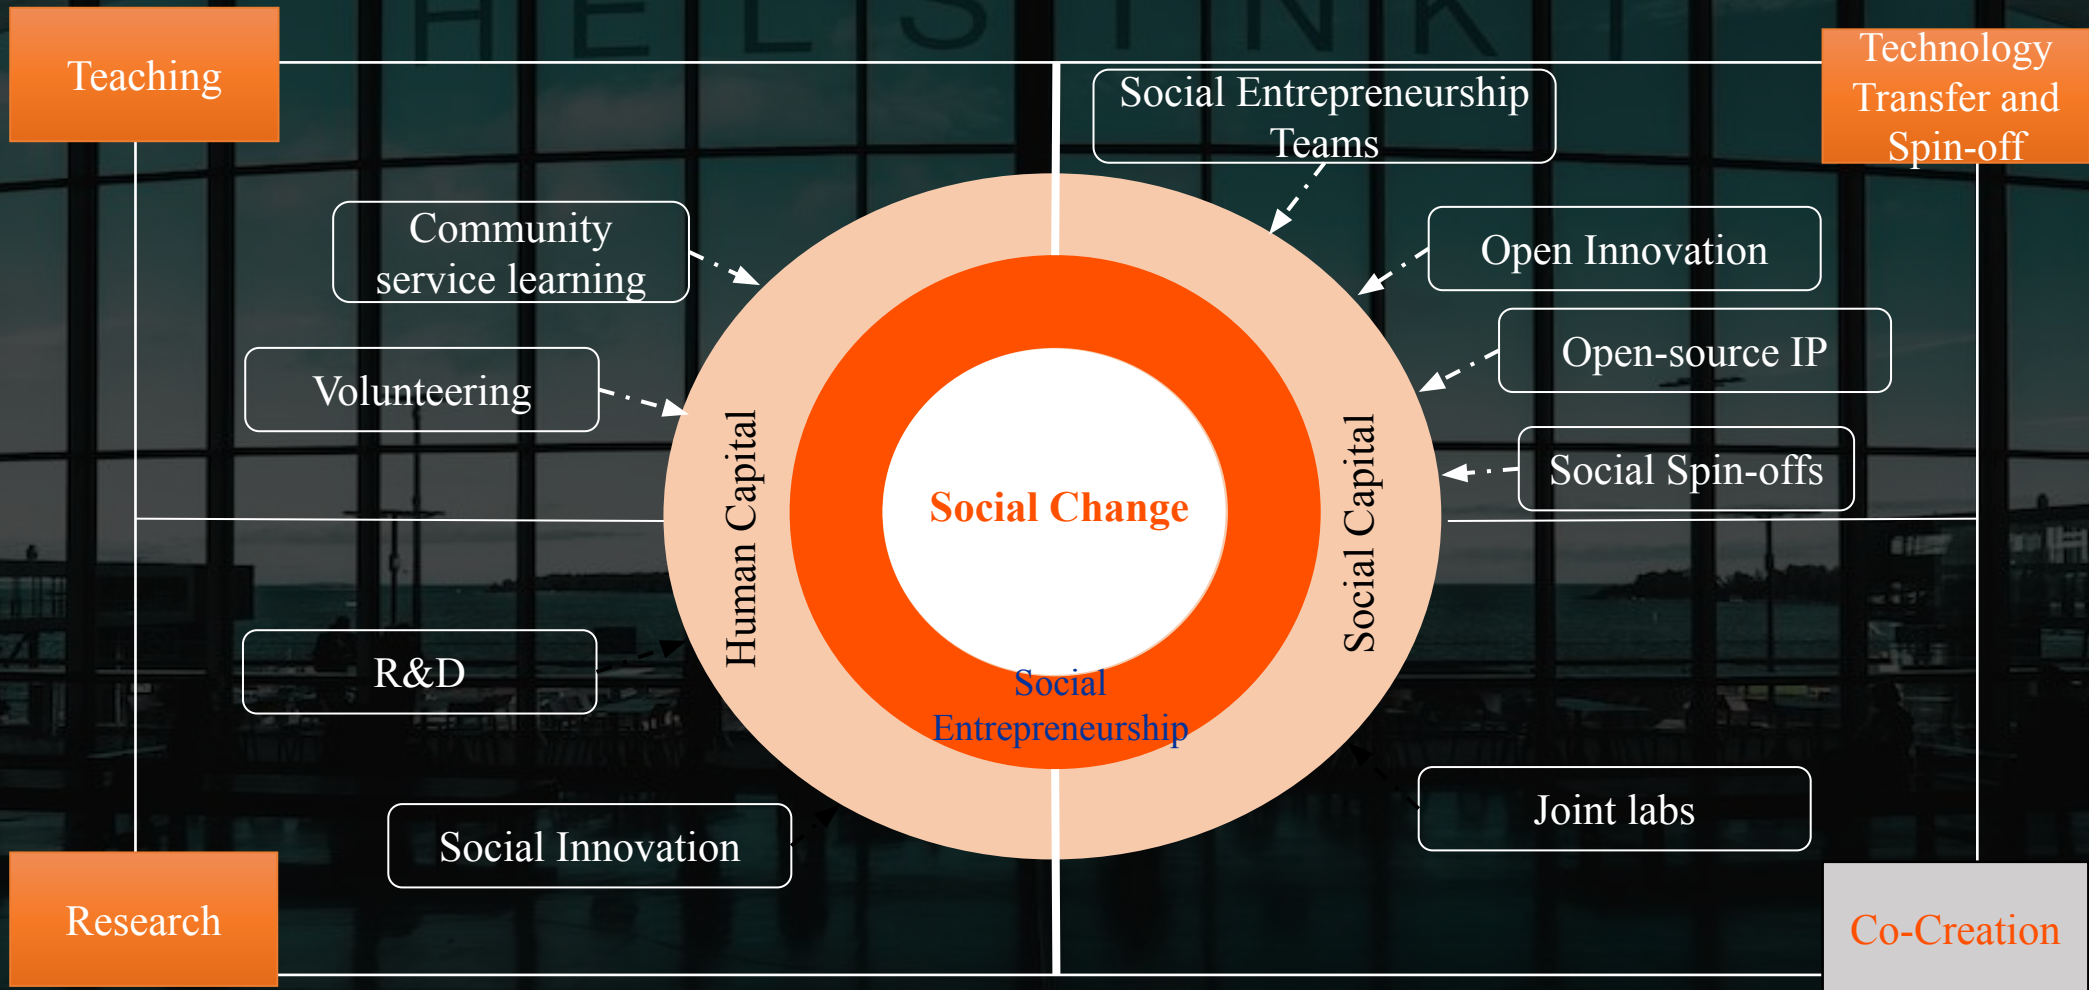 HELSINKI
Teaching
Technology
Transfer and
Spin-off
Social Entrepreneurship
Teams
Community
service learning
Open Innovation
Open-source IP
Volunteering
Social Spin-offs
Human Capital
Social Change
Social Capital
R&D
Social
Entrepreneurship
Joint labs
Social Innovation
Research
Co-Creation